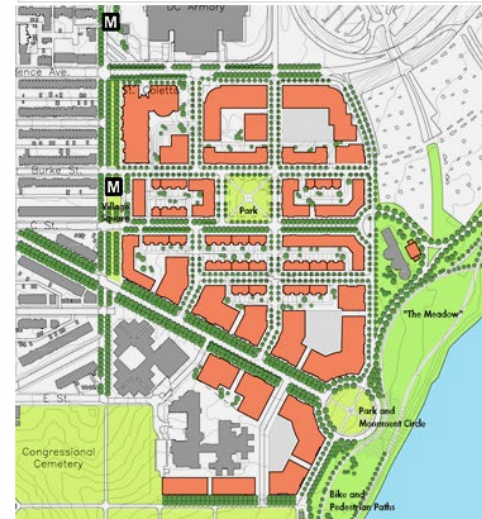 DC Armory
M
ence Ave.
St. Coletta
Burke St.
M
Village
Square
Park
C St.
"The Meadow"
E St.
Park and
Monument Circle
Congressional
Cemetery
Bike and
Pedestrian Paths